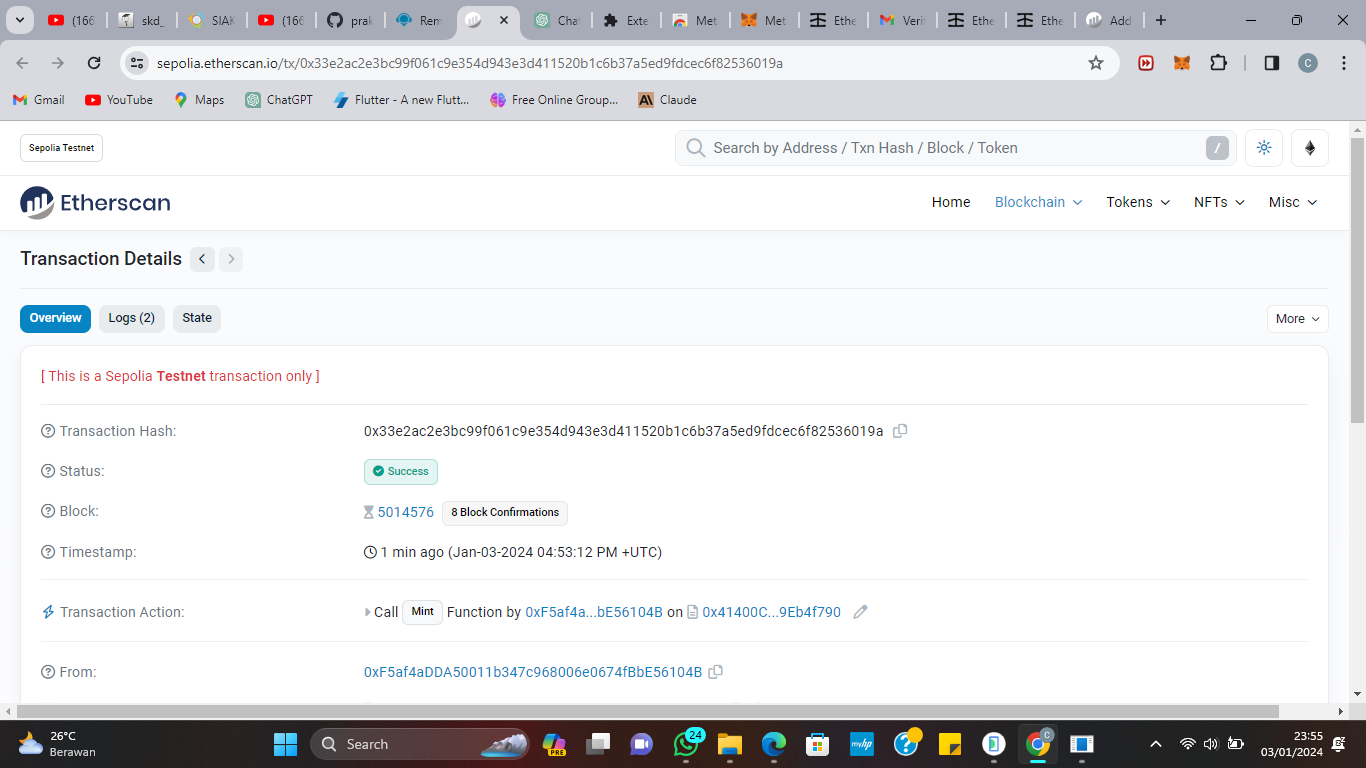 (166
skd_
SIAK
(166
prak
Rem
Cha
Exte
Met
Met
Ethe
Veri
Ethe
Ethe
Add
sepolia.etherscan.io/tx/0x33e2ac2e3bc99f061c9e354d943e3d411520b1c6b37a5ed9fdcec6f82536019a
C
Gmail
YouTube
Maps
ChatGPT
Flutter - A new Flutt...
Free Online Group...
Claude
Sepolia Testnet
Search by Address / Txn Hash / Block / Token
/
Etherscan
Home
Blockchain
Tokens
NFTs
Misc
Transaction Details
Overview
Logs (2)
State
More
[ This is a Sepolia Testnet transaction only ]
Transaction Hash:
0x33e2ac2e3bc99f061c9e354d943e3d411520b1c6b37a5ed9fdcec6f82536019a
Status:
Success
Block:
5014576
8 Block Confirmations
Timestamp:
1 min ago (Jan-03-2024 04:53:12 PM +UTC)
Transaction Action:
Call Mint Function by 0xF5af4a...bE56104B on 0x41400C...9Eb4f790
From:
0xF5af4aDDA50011b347c968006e0674fBbE56104B
26°C
Berawan
Search
PRE
24
myhp
C
23:55
03/01/2024